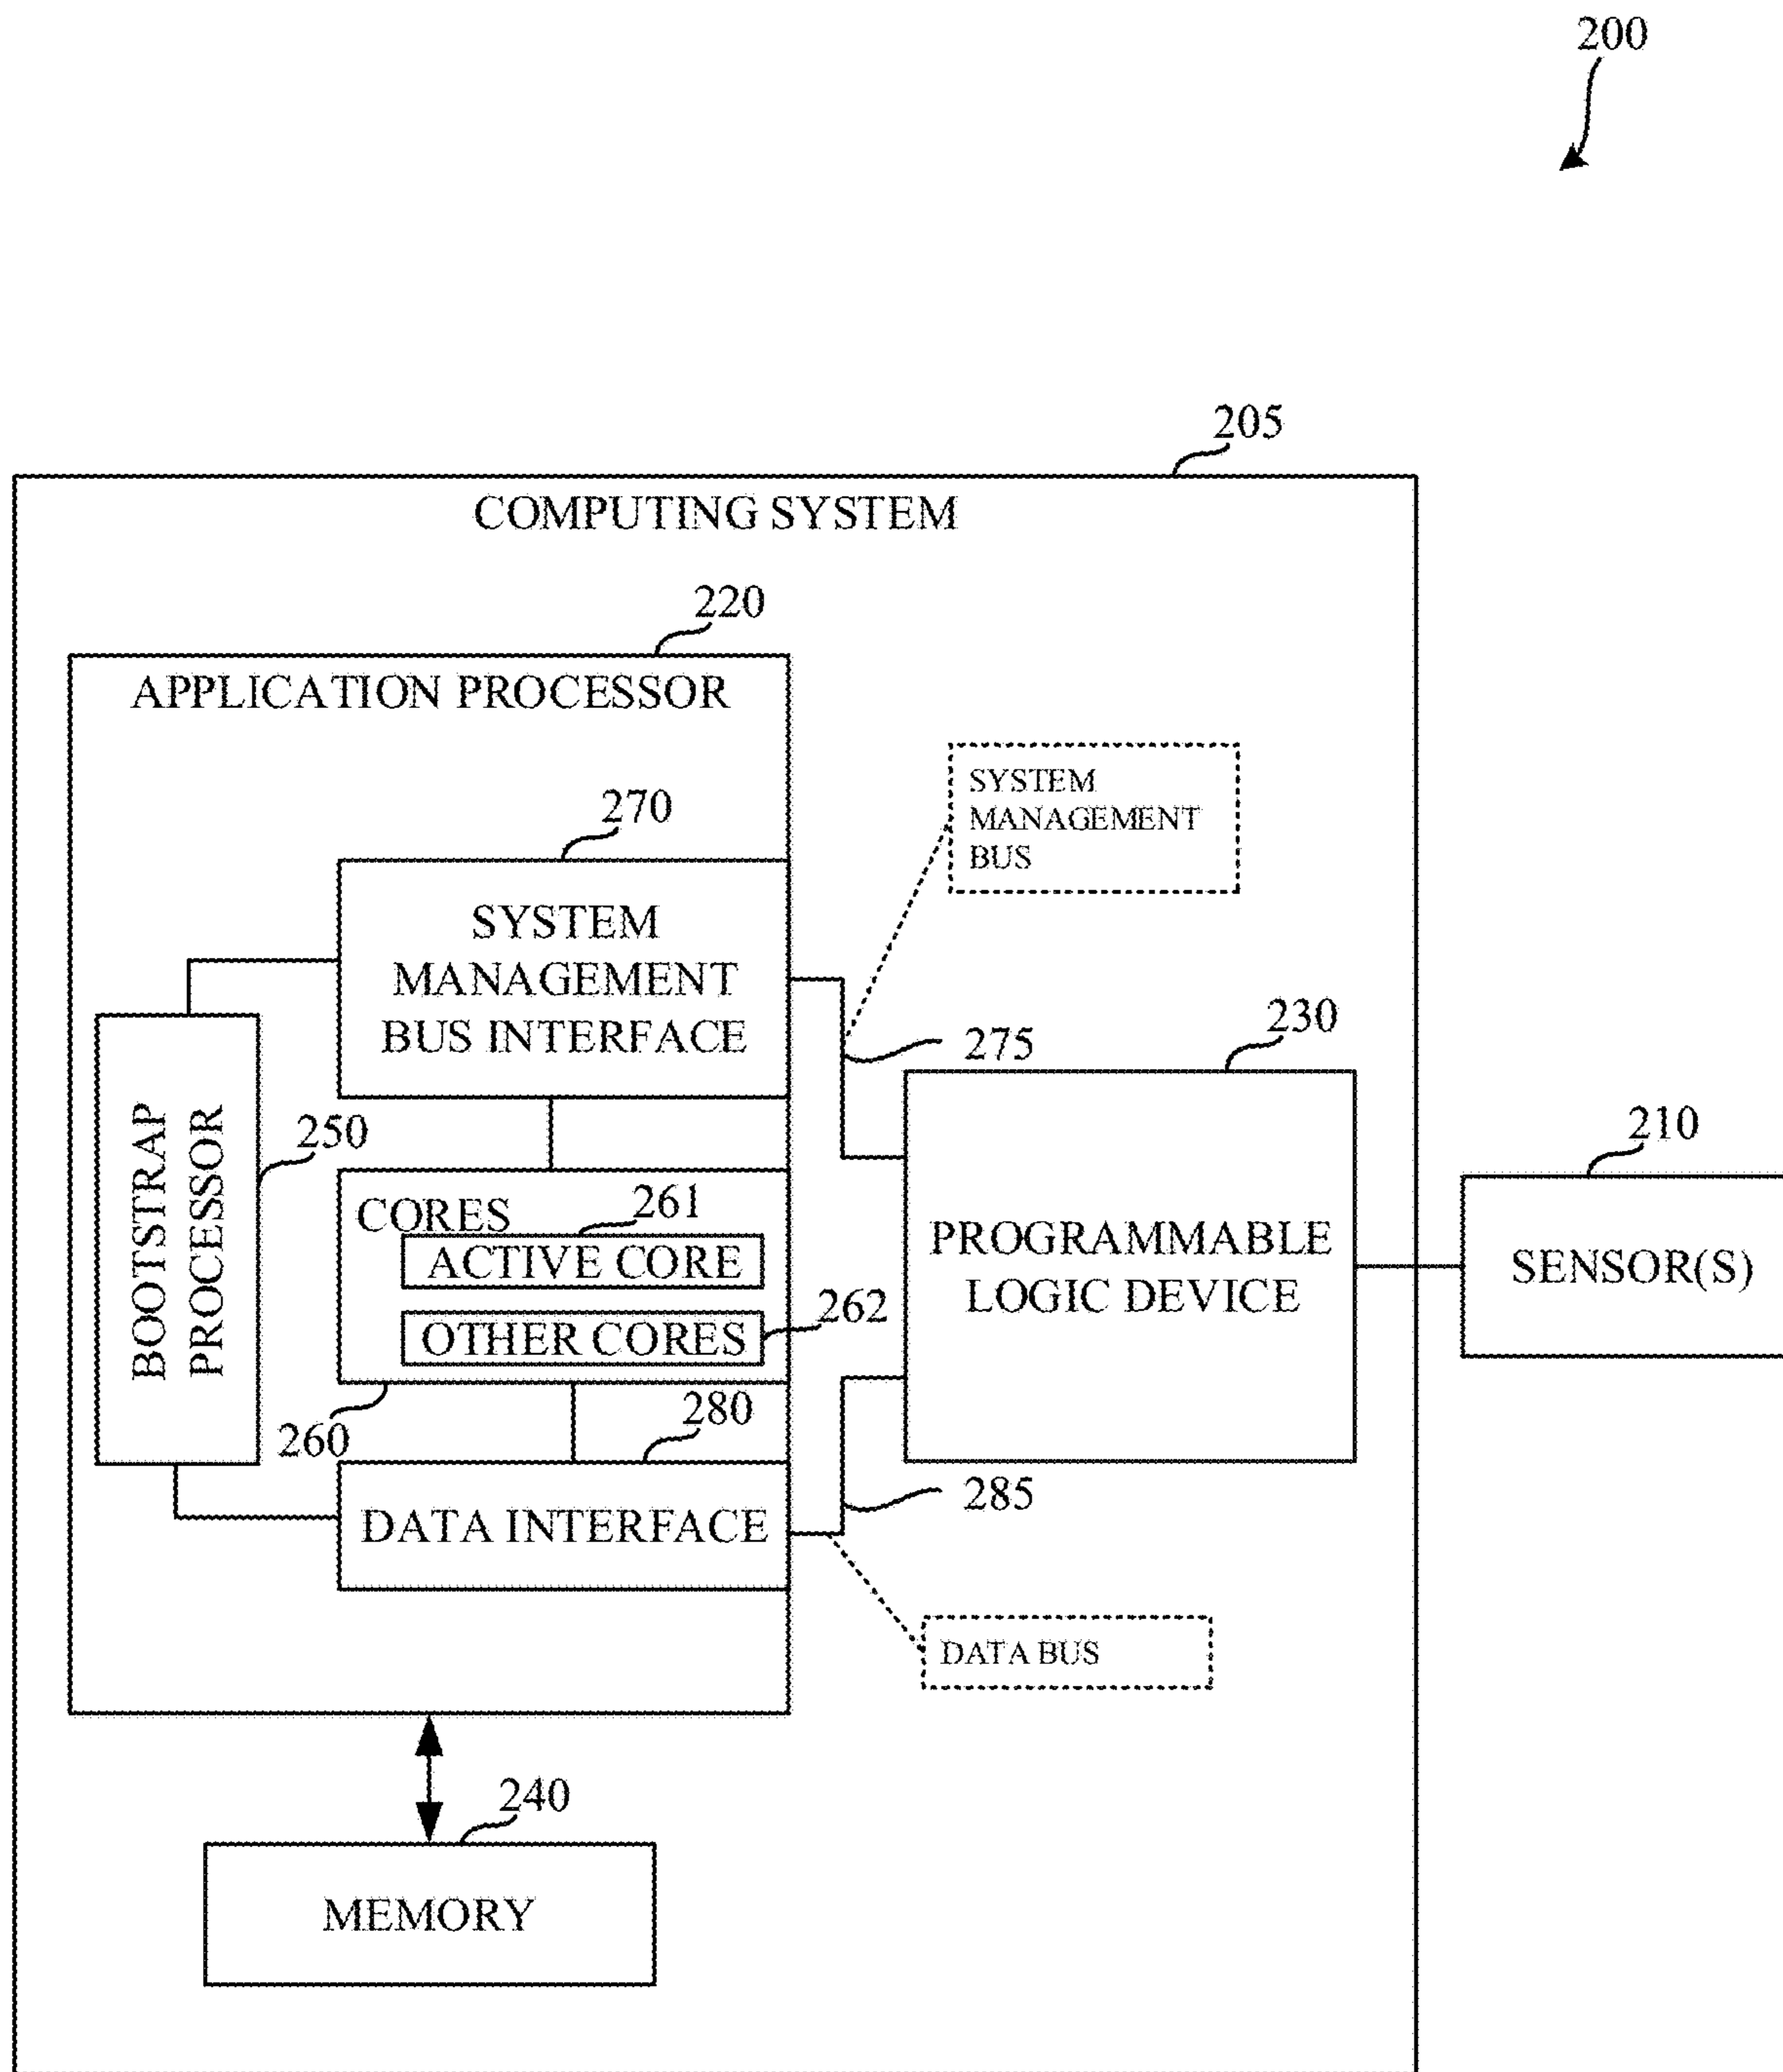 200
205
COMPUTING SYSTEM
220
APPLICATION PROCESSOR
SYSTEM
MANAGEMENT
BUS
270
SYSTEM
MANAGEMENT
BUS INTERFACE
275
230
BOOTSTRAP
PROCESSOR
250
210
CORES
261
ACTIVE CORE
PROGRAMMABLE
LOGIC DEVICE
SENSOR(S)
262
OTHER CORES
260
280
285
DATA INTERFACE
DATA BUS
240
MEMORY